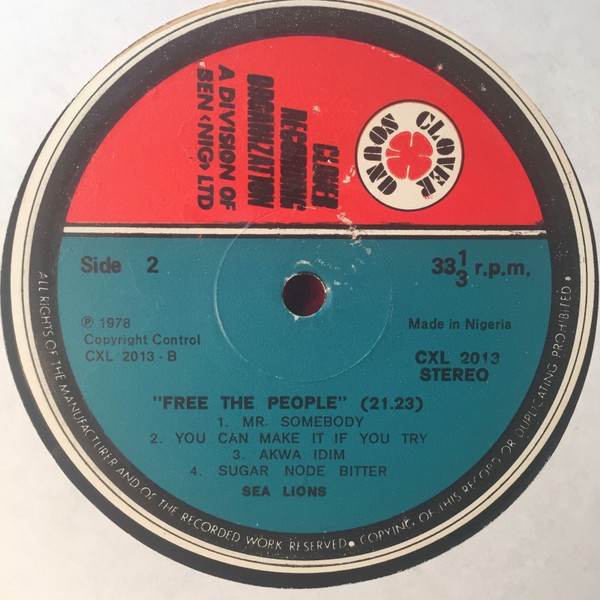 CLOVER
SOUND
CLOVER
RECORDING
ORGANIZATION
A DIVISION OF
BEN <NIG> LTD
Side 2
33 1/3 r.p.m.
℗ 1978
Copyright Control
CXL 2013 - B
Made in Nigeria
CXL 2013
STEREO
"FREE THE PEOPLE" (21.23)
1. MR. SOMEBODY
2. YOU CAN MAKE IT IF YOU TRY
3. AKWA IDIM
4. SUGAR NODE BITTER
SEA LIONS
ALL RIGHTS OF THE MANUFACTURER AND OF THE RECORDED WORK RESERVED. COPYING OF THIS RECORD OR DUPLICATING PROHIBITED.